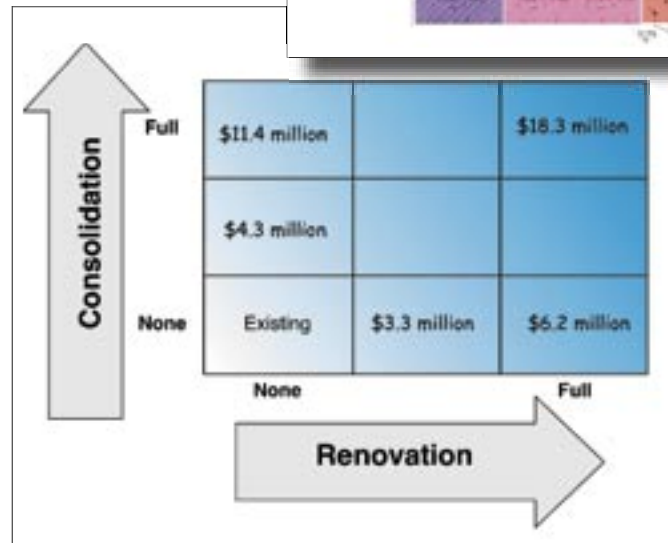 Consolidation
Full
$11.4 million
$18.3 million
$4.3 million
None
Existing
$3.3 million
$6.2 million
None
Full
Renovation